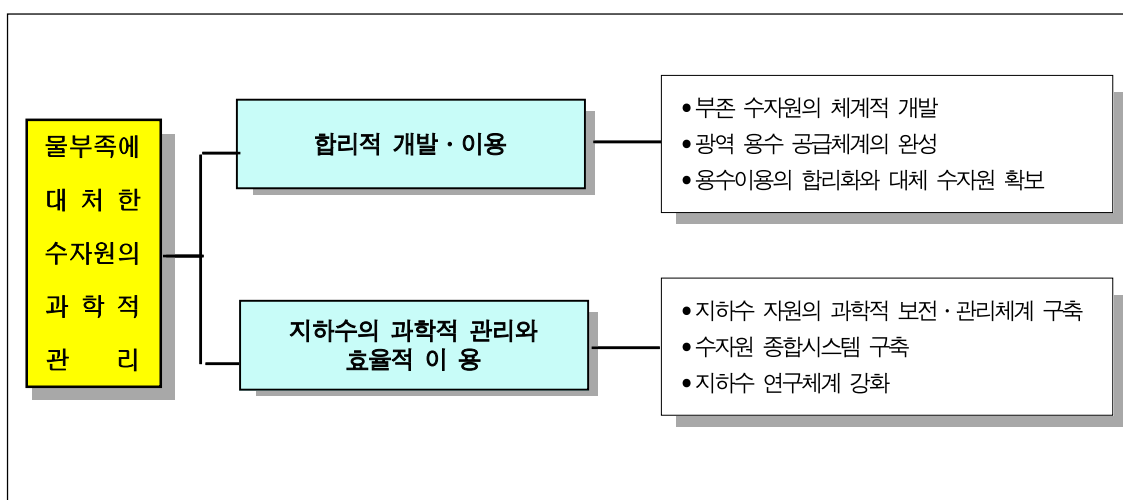 물부족에
대 처 한
수자원의
과 학 적
관 리
합리적 개발 · 이용
• 부존 수자원의 체계적 개발
• 광역 용수 공급체계의 완성
• 용수이용의 합리화와 대체 수자원 확보
지하수의 과학적 관리와
효율적 이 용
• 지하수 자원의 과학적 보전 · 관리체계 구축
• 수자원 종합시스템 구축
• 지하수 연구체계 강화